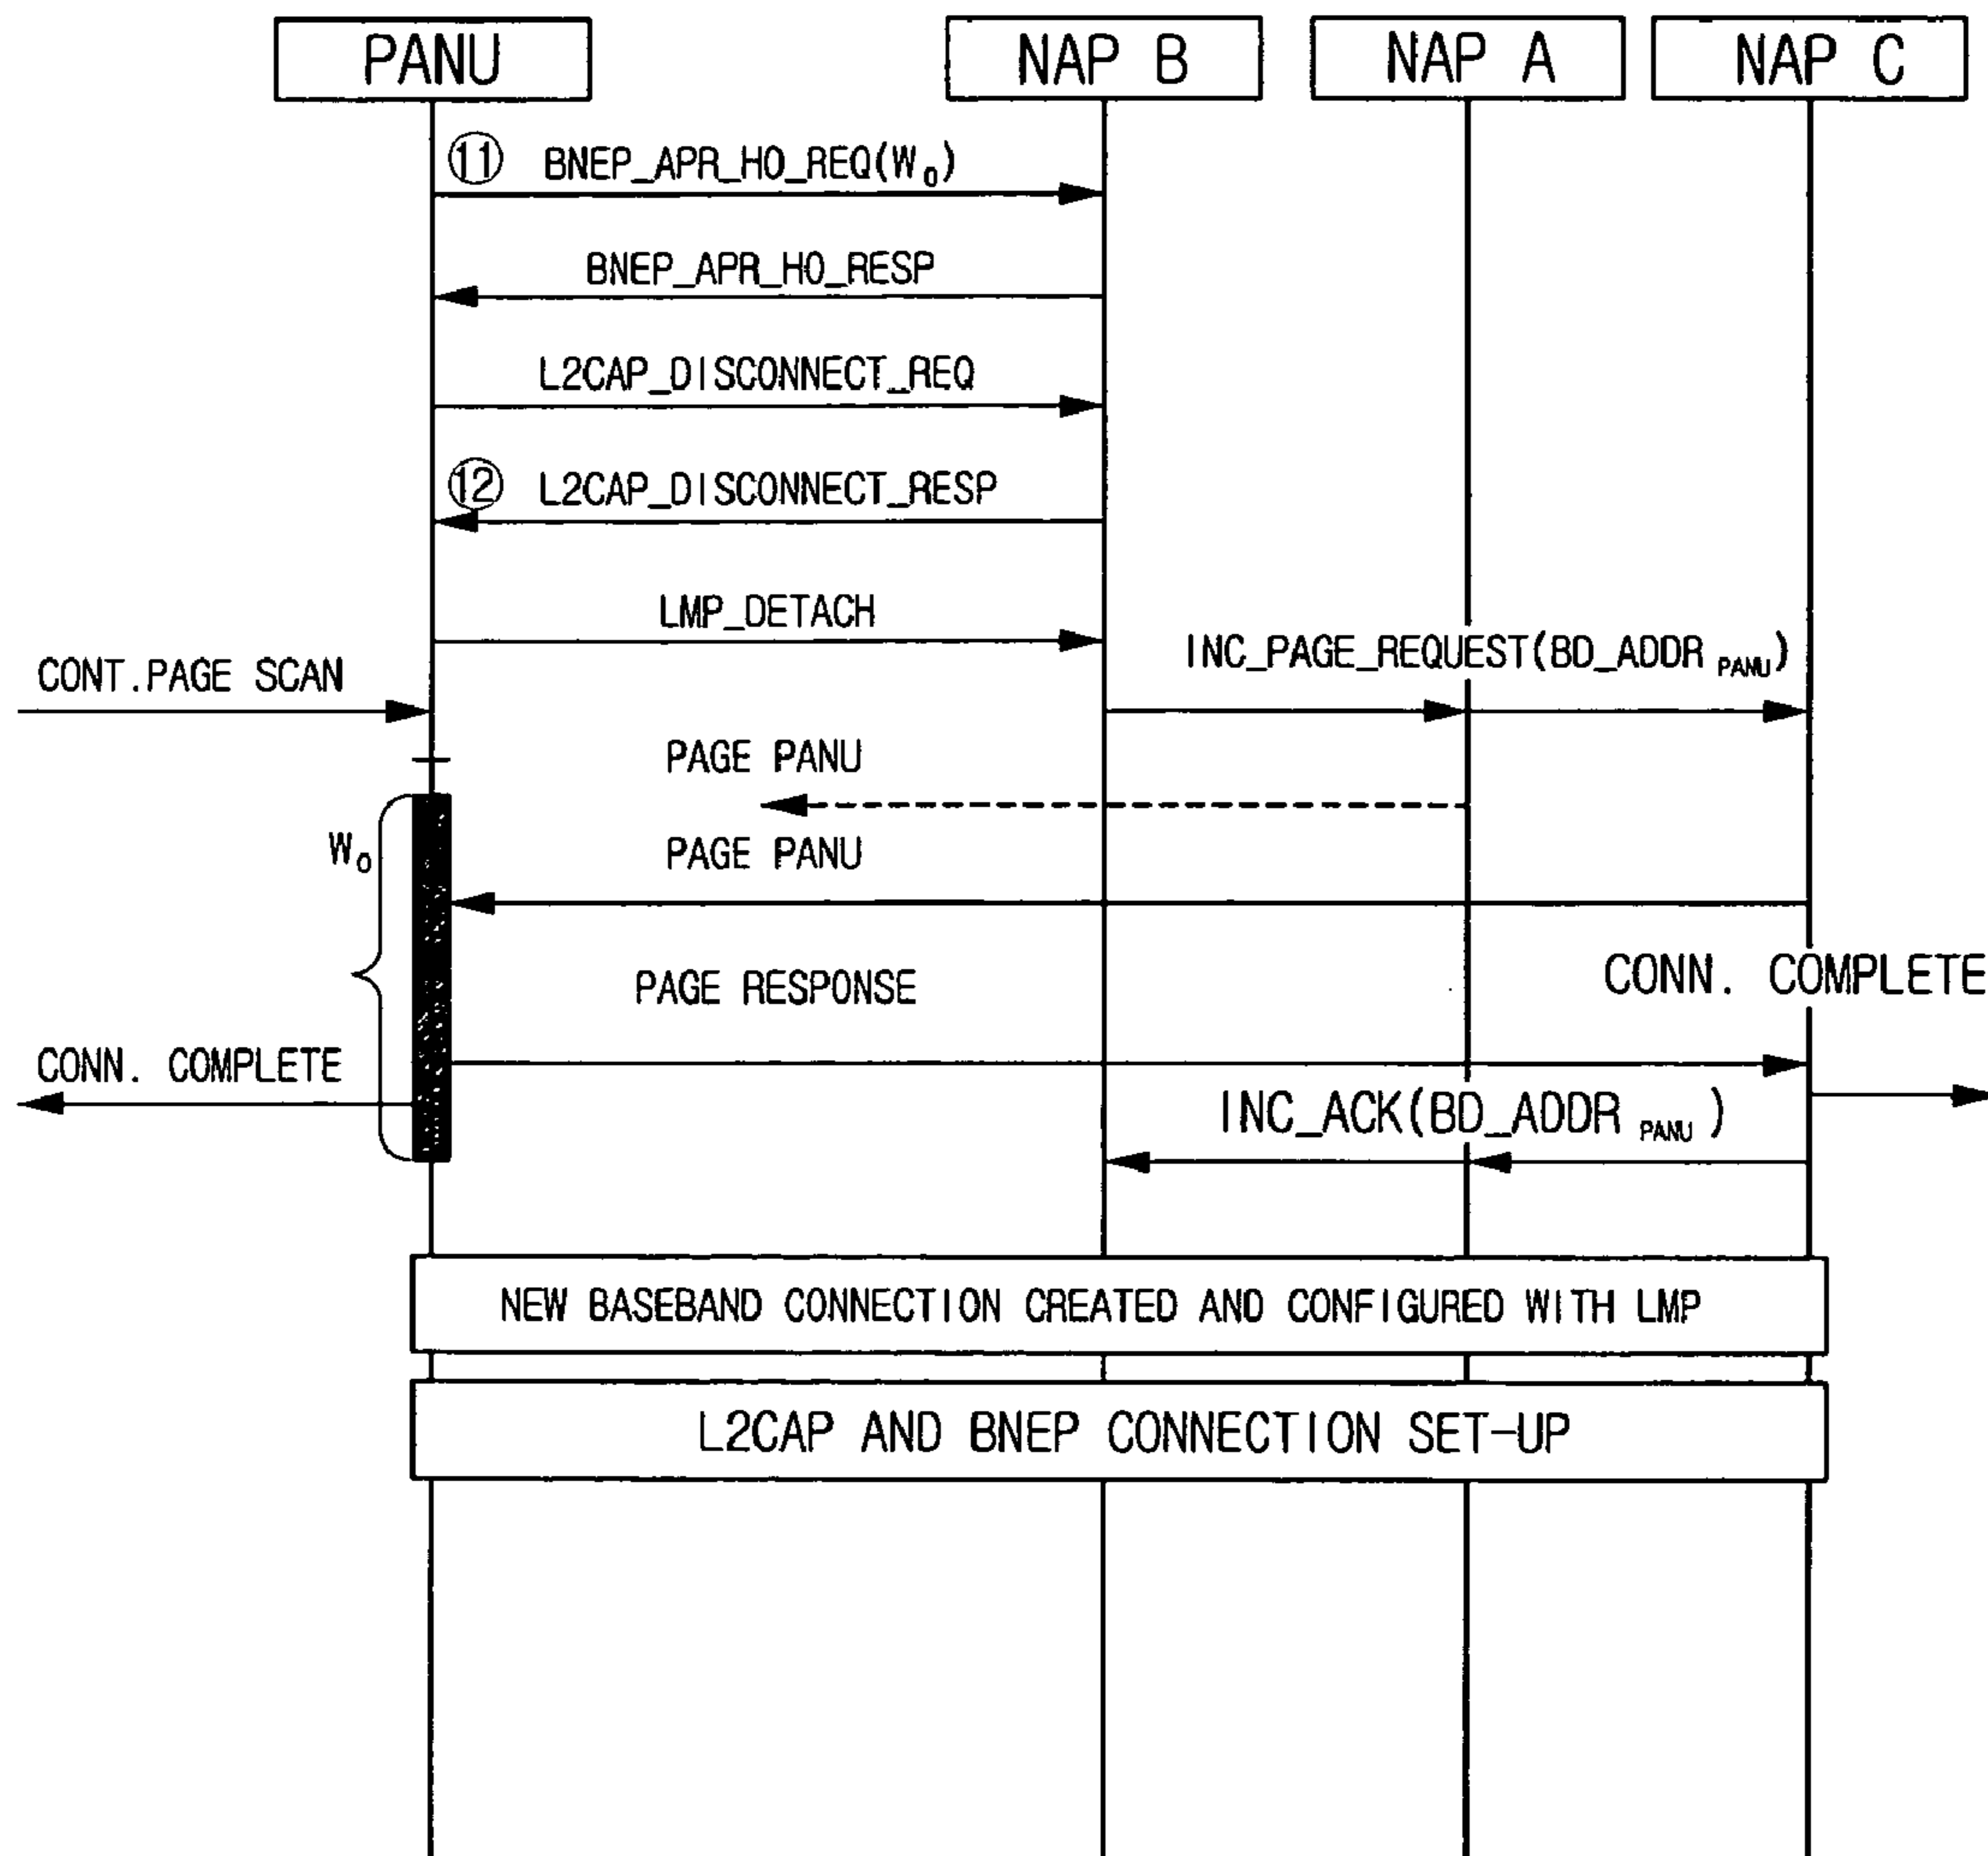 PANU
NAP B
NAP A
NAP C
⑪ BNEP_APR_HO_REQ(W₀)
BNEP_APR_HO_RESP
L2CAP_DISCONNECT_REQ
⑫ L2CAP_DISCONNECT_RESP
LMP_DETACH
INC_PAGE_REQUEST(BD_ADDR PANU)
CONT.PAGE SCAN
PAGE PANU
W₀
PAGE PANU
PAGE RESPONSE
CONN. COMPLETE
CONN. COMPLETE
INC_ACK(BD_ADDR PANU)
NEW BASEBAND CONNECTION CREATED AND CONFIGURED WITH LMP
L2CAP AND BNEP CONNECTION SET-UP